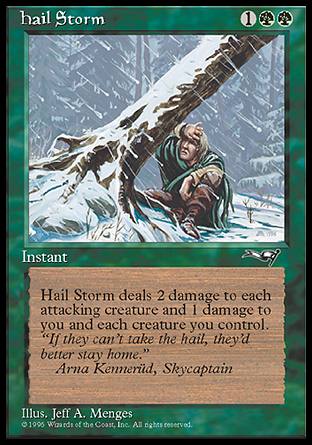 Hail Storm
1
Instant
Hail Storm deals 2 damage to each
attacking creature and 1 damage to
you and each creature you control.
"If they can't take the hail, they'd
better stay home."
Arna Kennerüd, Skycaptain
Illus. Jeff A. Menges
© 1996 Wizards of the Coast, Inc. All rights reserved.